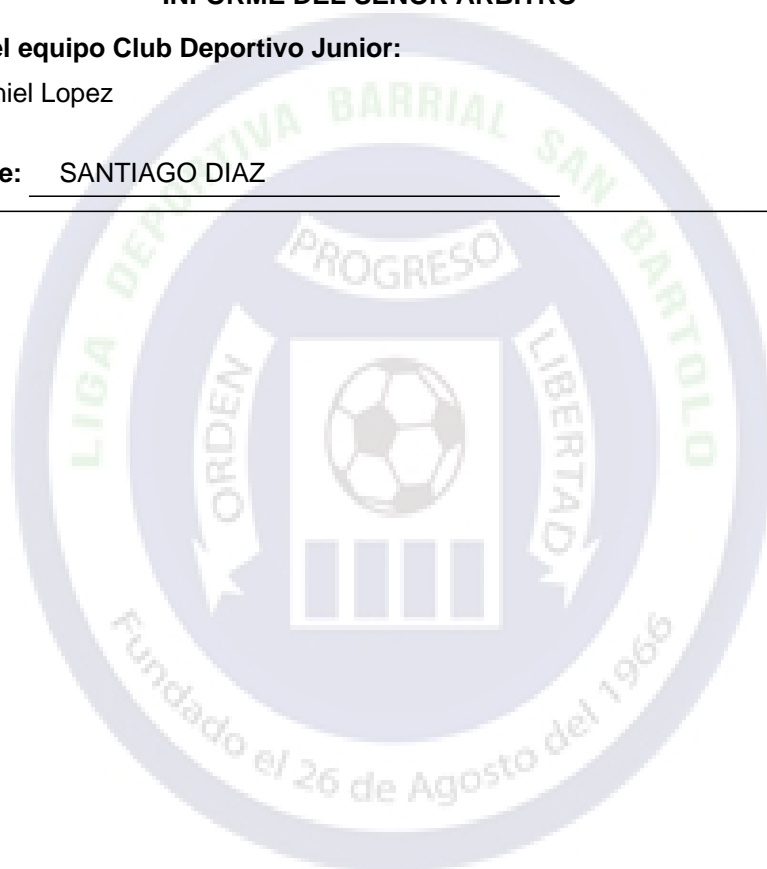 INFORME DEL SEÑOR ARBITRO
el equipo Club Deportivo Junior:
niel Lopez
e: SANTIAGO DIAZ
LIGA DEPORTIVA BARRIAL SAN BARTOLO
PROGRESO
ORDEN
LIBERTAD
Fundado el 26 de Agosto del 1966